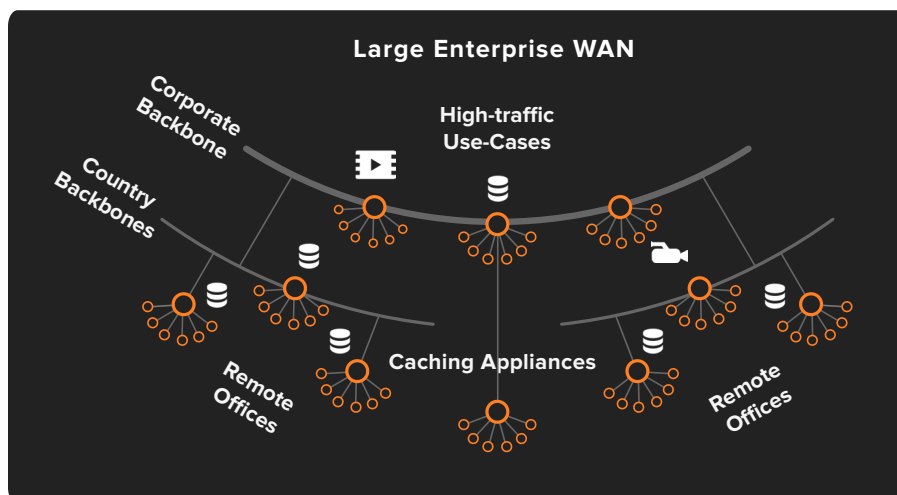 Large Enterprise WAN
Corporate
Backbone
High-traffic
Use-Cases
Country
Backbones
Caching Appliances
Remote
Offices
Remote
Offices